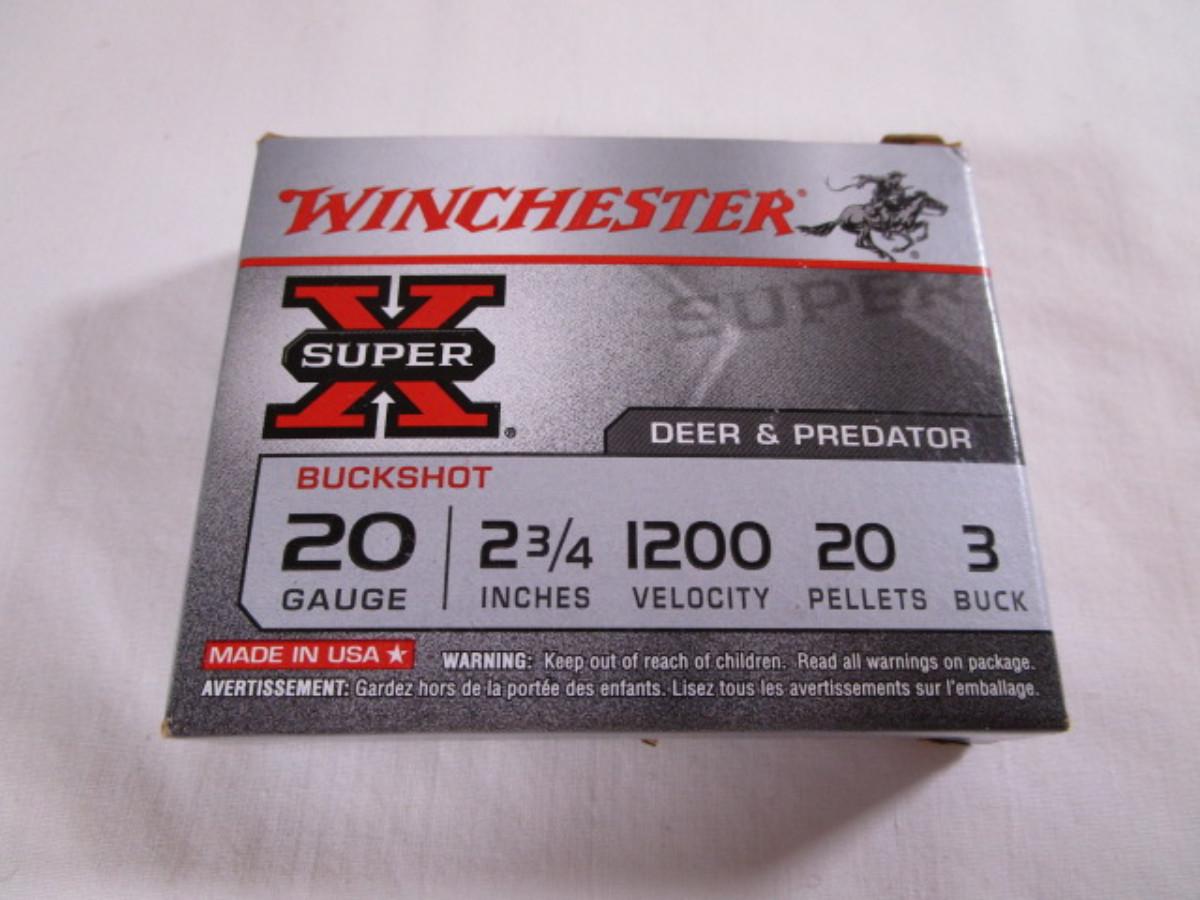 WINCHESTER®
SUPER
X
SUPER
®
DEER & PREDATOR
BUCKSHOT
20 2 3/4 1200 20 3
GAUGE INCHES VELOCITY PELLETS BUCK
MADE IN USA ★ WARNING: Keep out of reach of children. Read all warnings on package.
AVERTISSEMENT: Gardez hors de la portée des enfants. Lisez tous les avertissements sur l'emballage.